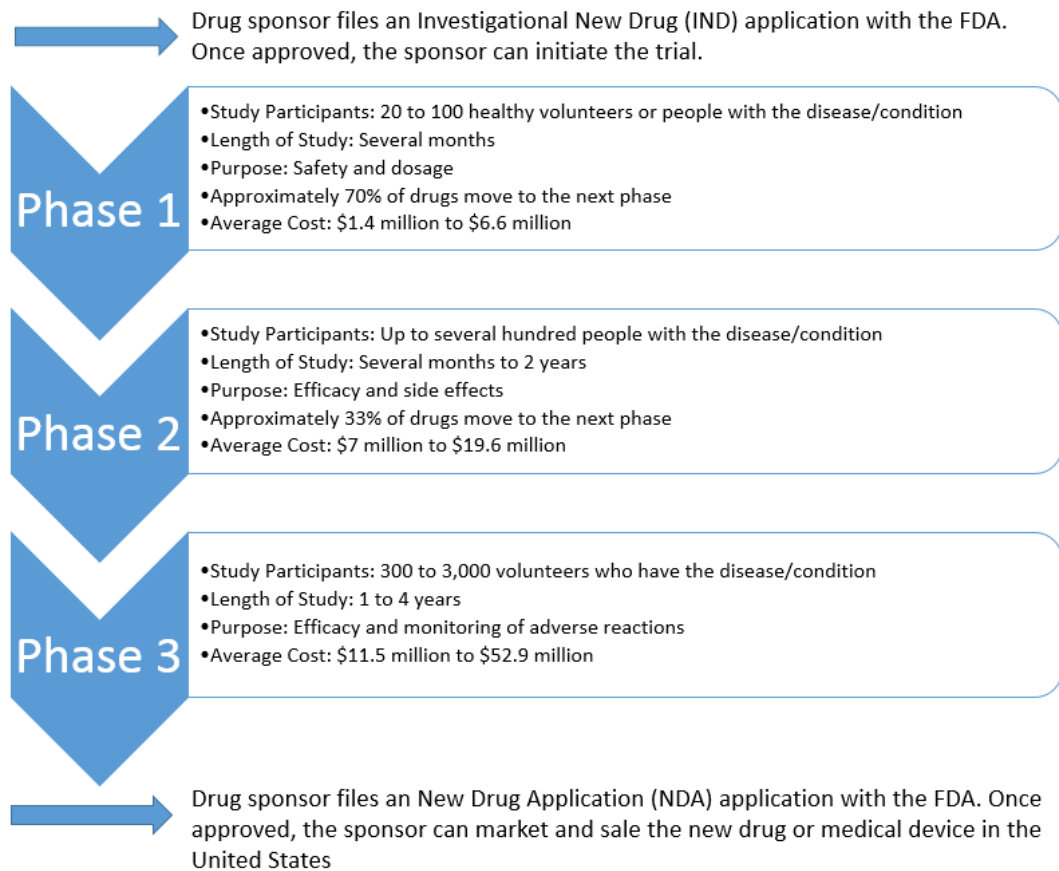 Drug sponsor files an Investigational New Drug (IND) application with the FDA.
Once approved, the sponsor can initiate the trial.
Phase 1
•Study Participants: 20 to 100 healthy volunteers or people with the disease/condition
•Length of Study: Several months
•Purpose: Safety and dosage
•Approximately 70% of drugs move to the next phase
•Average Cost: $1.4 million to $6.6 million
Phase 2
•Study Participants: Up to several hundred people with the disease/condition
•Length of Study: Several months to 2 years
•Purpose: Efficacy and side effects
•Approximately 33% of drugs move to the next phase
•Average Cost: $7 million to $19.6 million
Phase 3
•Study Participants: 300 to 3,000 volunteers who have the disease/condition
•Length of Study: 1 to 4 years
•Purpose: Efficacy and monitoring of adverse reactions
•Average Cost: $11.5 million to $52.9 million
Drug sponsor files an New Drug Application (NDA) application with the FDA. Once
approved, the sponsor can market and sale the new drug or medical device in the
United States